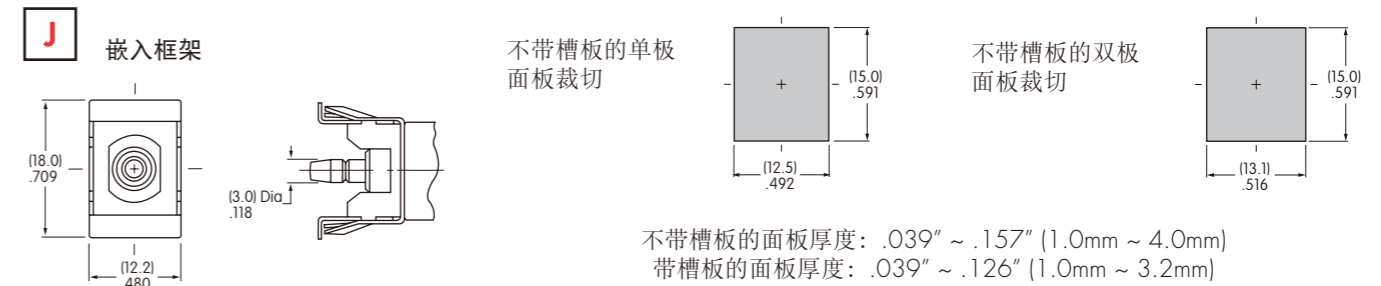 J
嵌入框架
(18.0)
.709
(12.2)
.480
(3.0) Dia
.118
不带槽板的单极
面板裁切
(15.0)
.591
(12.5)
.492
不带槽板的双极
面板裁切
(15.0)
.591
(13.1)
.516
不带槽板的面板厚度: .039" ~ .157" (1.0mm ~ 4.0mm)
带槽板的面板厚度: .039" ~ .126" (1.0mm ~ 3.2mm)